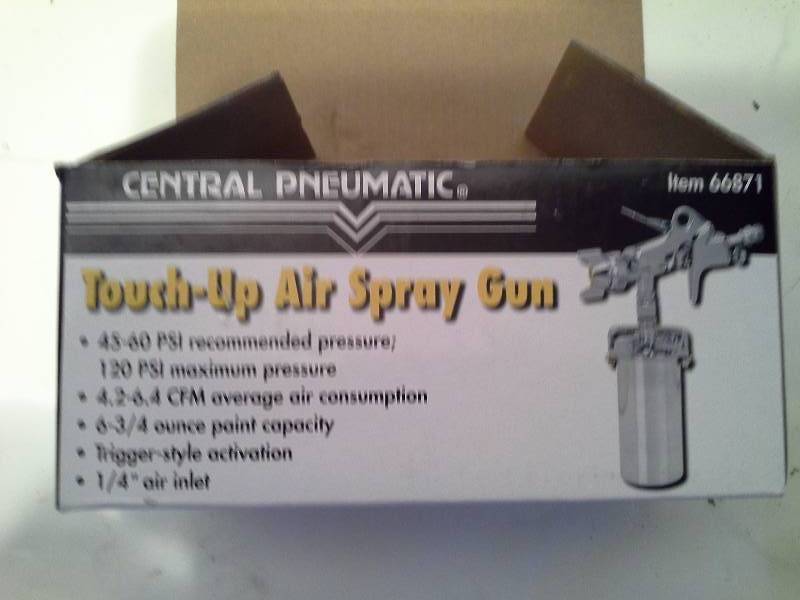 CENTRAL PNEUMATIC®
Item 66871
Touch-Up Air Spray Gun
• 45-60 PSI recommended pressure;
120 PSI maximum pressure
• 4.2-6.4 CFM average air consumption
• 6-3/4 ounce paint capacity
• Trigger-style activation
• 1/4" air inlet